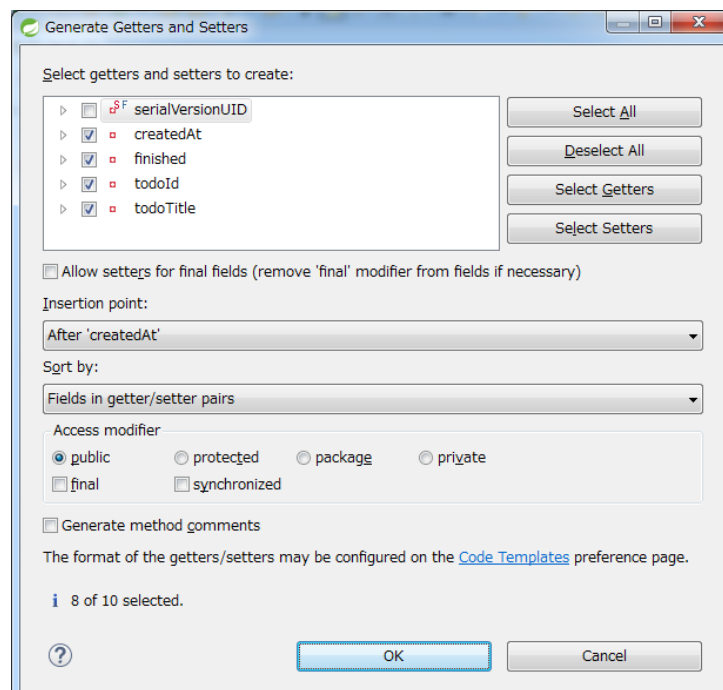 Generate Getters and Setters
Select getters and setters to create:
serialVersionUID
createdAt
finished
todoId
todoTitle
Select All
Deselect All
Select Getters
Select Setters
Allow setters for final fields (remove 'final' modifier from fields if necessary)
Insertion point:
After 'createdAt'
Sort by:
Fields in getter/setter pairs
Access modifier
public protected package private
final synchronized
Generate method comments
The format of the getters/setters may be configured on the Code Templates preference page.
8 of 10 selected.
OK Cancel